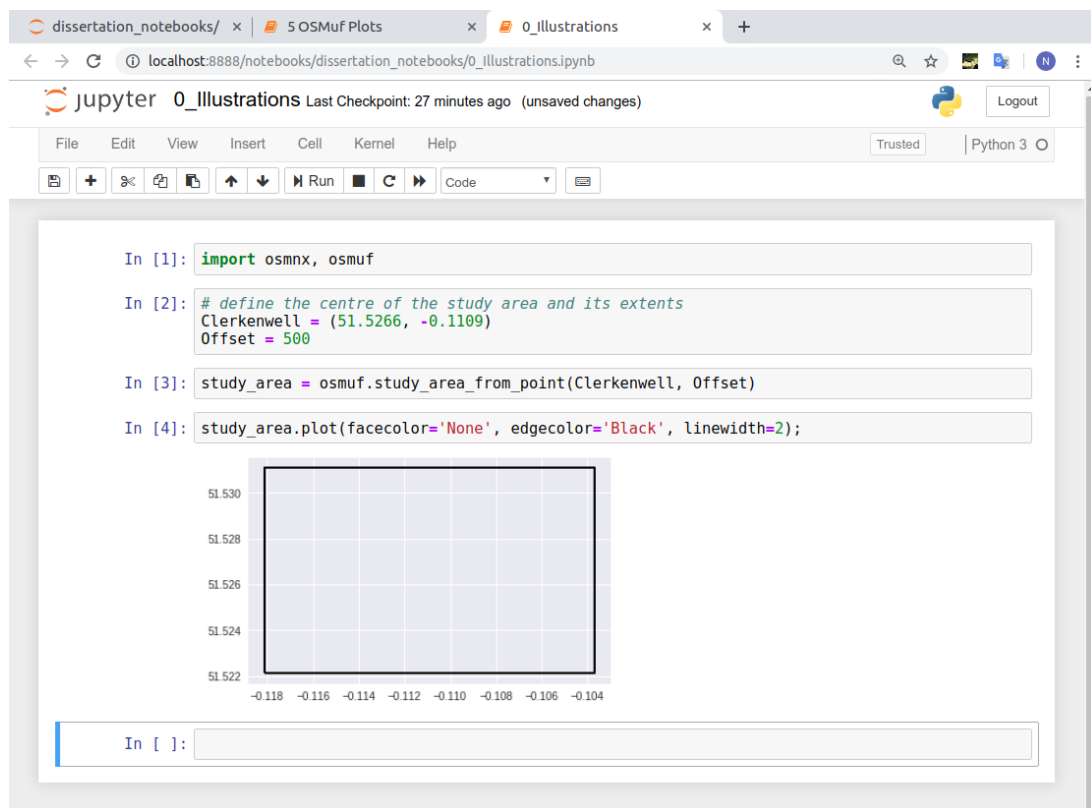 dissertation_notebooks/ × 5 OSMuf Plots × 0_Illustrations × +
localhost:8888/notebooks/dissertation_notebooks/0_Illustrations.ipynb N
jupyter 0_Illustrations Last Checkpoint: 27 minutes ago (unsaved changes) Logout
File Edit View Insert Cell Kernel Help Trusted Python 3
Run Code
In [1]: import osmnx, osmuf
In [2]: # define the centre of the study area and its extents
Clerkenwell = (51.5266, -0.1109)
Offset = 500
In [3]: study_area = osmuf.study_area_from_point(Clerkenwell, Offset)
In [4]: study_area.plot(facecolor='None', edgecolor='Black', linewidth=2);
51.530
51.528
51.526
51.524
51.522
−0.118 −0.116 −0.114 −0.112 −0.110 −0.108 −0.106 −0.104
In [ ]: